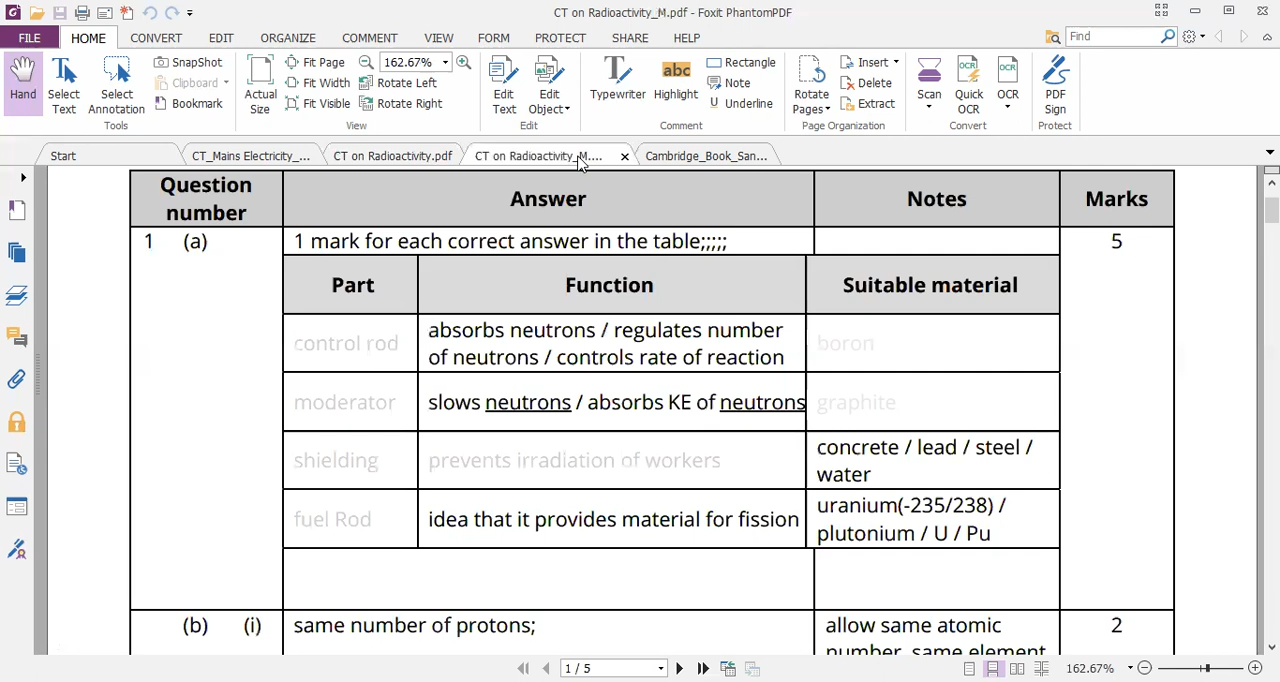 CT on Radioactivity_M.pdf - Foxit PhantomPDF
FILE HOME CONVERT EDIT ORGANIZE COMMENT VIEW FORM PROTECT SHARE HELP Find
Hand
Select Text
Select Annotation
SnapShot
Clipboard
Bookmark
Tools
Actual Size
Fit Page
Fit Width
Fit Visible
162.67%
Rotate Left
Rotate Right
View
Edit Text
Edit Object
Edit
Typewriter
Highlight
Rectangle
Note
Underline
Comment
Rotate Pages
Insert
Delete
Extract
Page Organization
Scan
Quick OCR
OCR
Convert
PDF Sign
Protect
Start CT_Mains Electricity_... CT on Radioactivity.pdf CT on Radioactivity_M.... Cambridge_Book_San...
Question number Answer Notes Marks
1 (a) 1 mark for each correct answer in the table;;;;; 5
Part Function Suitable material
control rod absorbs neutrons / regulates number of neutrons / controls rate of reaction boron
moderator slows neutrons / absorbs KE of neutrons graphite
shielding prevents irradiation of workers concrete / lead / steel / water
fuel Rod idea that it provides material for fission uranium(-235/238) / plutonium / U / Pu
(b) (i) same number of protons; allow same atomic 2
number, same element
1 / 5 162.67%